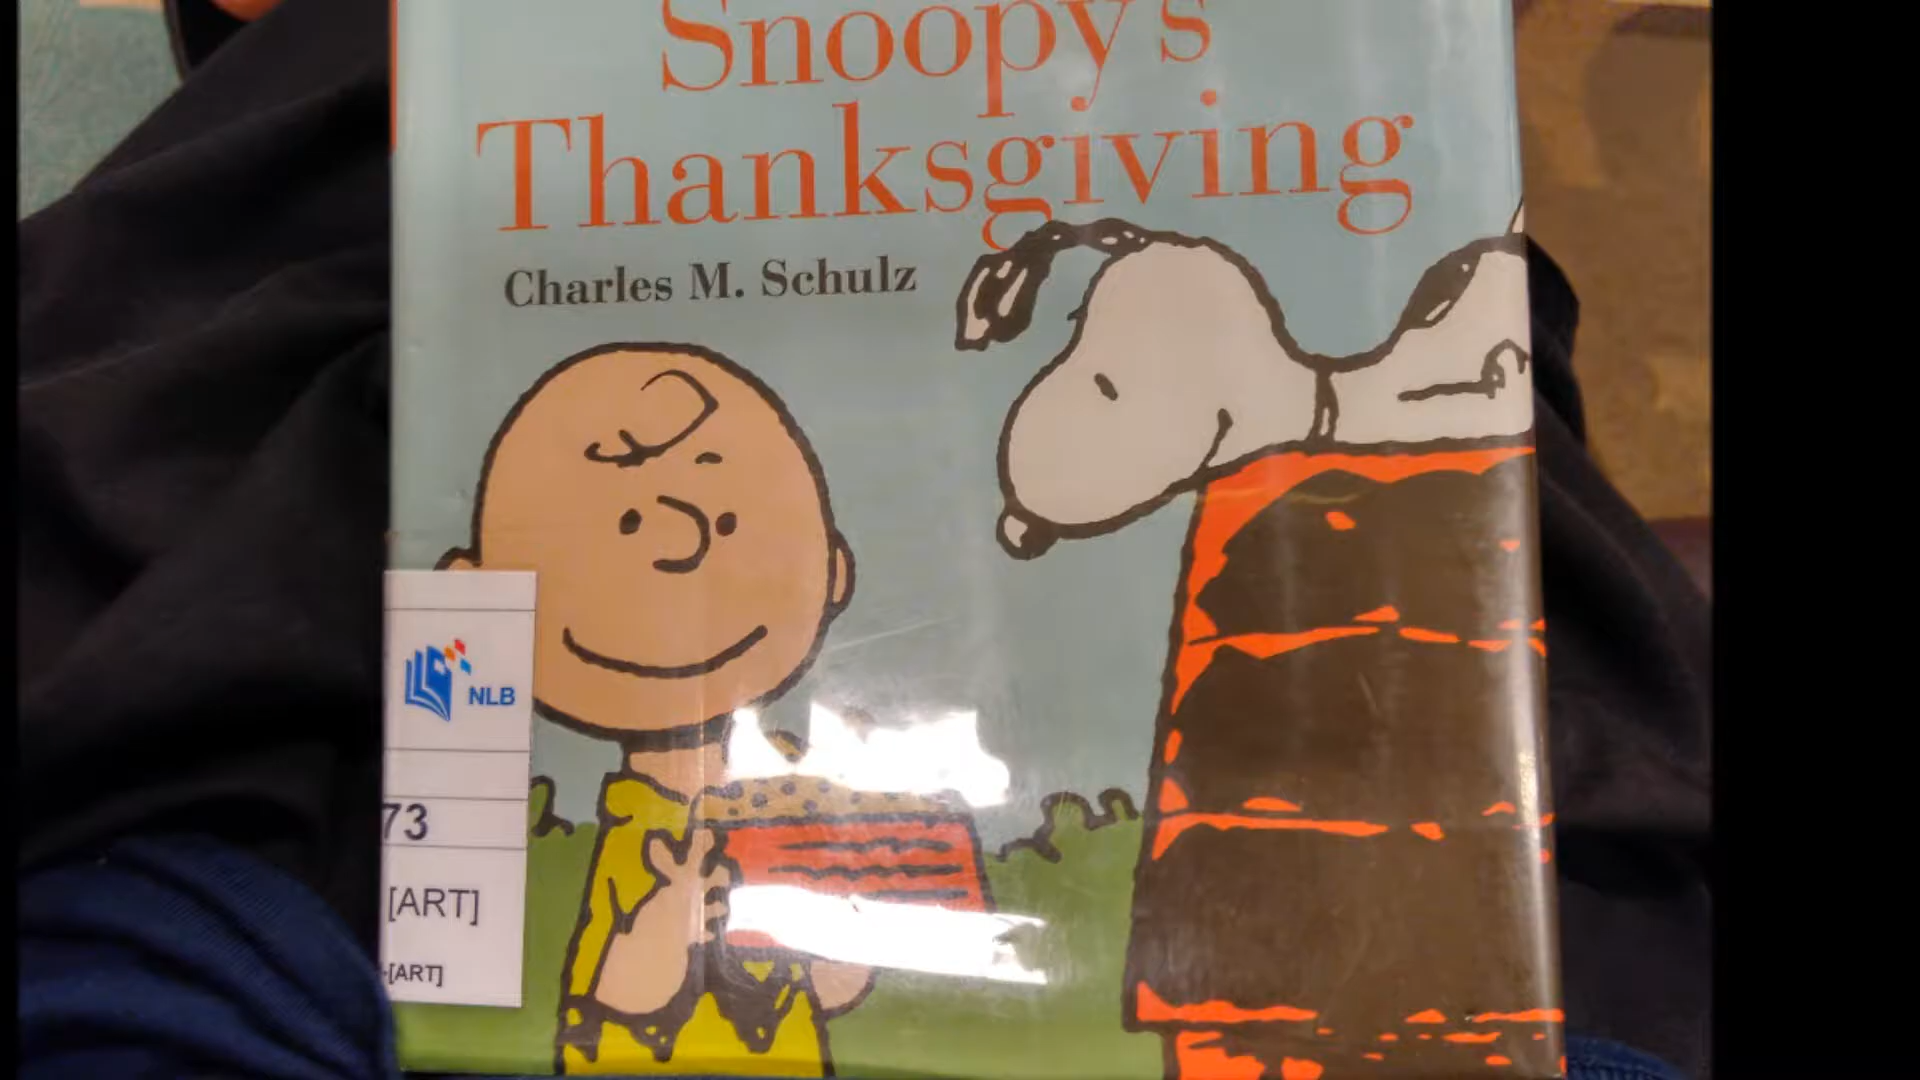 Snoopy's
Thanksgiving
Charles M. Schulz
NLB
73
[ART]
-[ART]